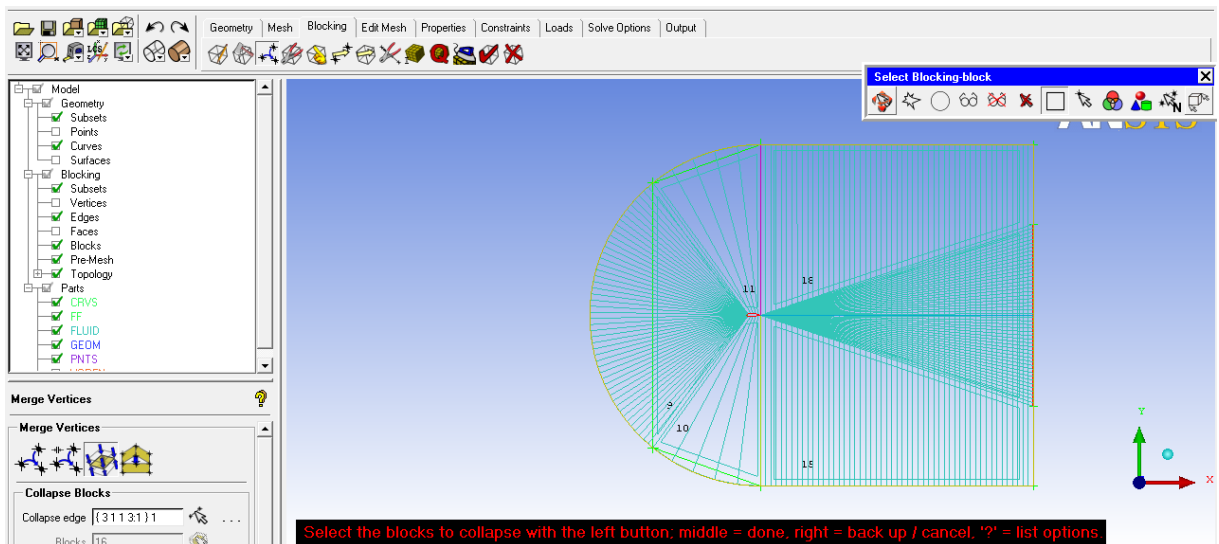 Geometry Mesh Blocking Edit Mesh Properties Constraints Loads Solve Options Output
Select Blocking-block
Model
Geometry
Subsets
Points
Curves
Surfaces
Blocking
Subsets
Vertices
Edges
Faces
Blocks
Pre-Mesh
Topology
Parts
CRVS
FF
FLUID
GEOM
PNTS
11
18
9
10
15
Y
X
Merge Vertices
Merge Vertices
Collapse Blocks
Collapse edge { 3 1 1 3:1 } 1 ...
Blocks 16
Select the blocks to collapse with the left button; middle = done, right = back up / cancel, '?' = list options.